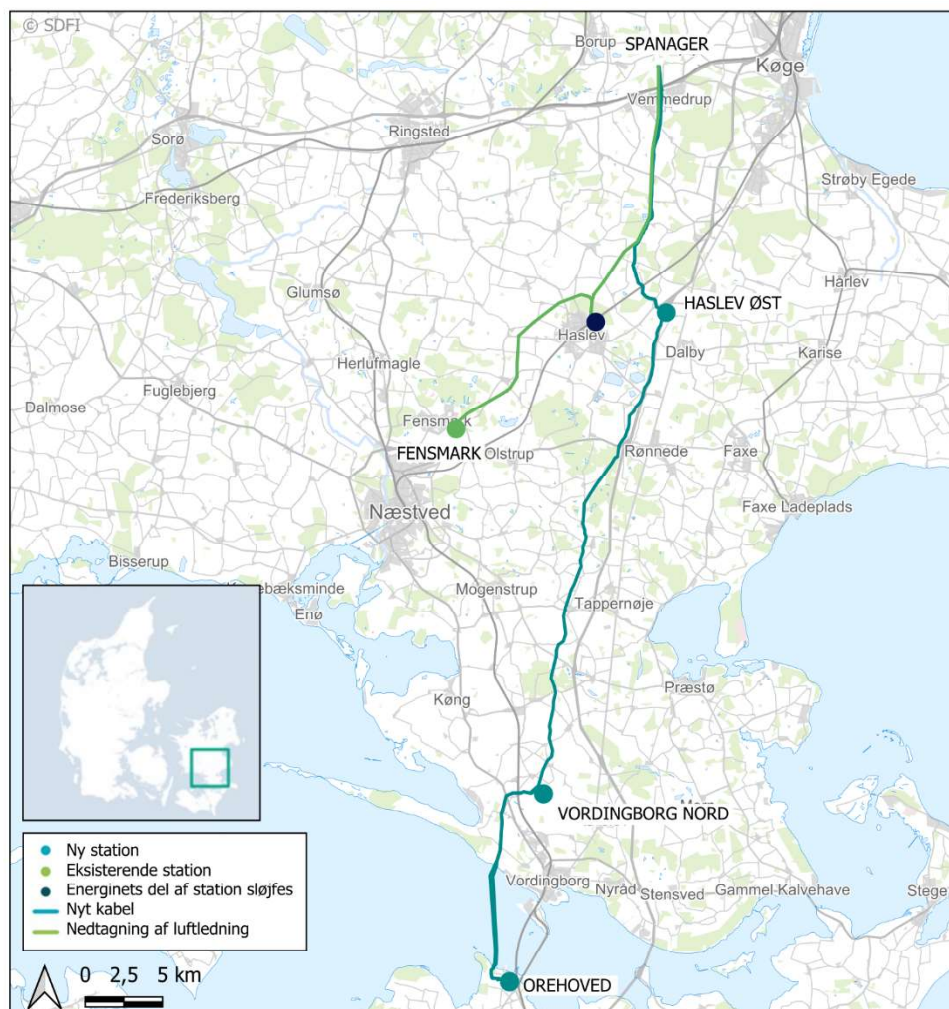 © SDFI
Borup
SPANAGER
Køge
Vemmedrup
Ringsted
Sorø
Frederiksberg
Strøby Egede
Glumsø
Hårlev
HASLEV ØST
Haslev
Dalby
Karise
Herlufmagle
Fuglebjerg
Dalmose
Fensmark
FENSMARK
Olstrup
Rønnede
Faxe
Næstved
Faxe Ladeplads
Bisserup
Mogenstrup
Tappernøje
Præstø
Køng
VORDINGBORG NORD
Vordingborg
Nyråd
Stensved
Gammel Kalvehave
Stege
OREHOVED
Ny station
Eksisterende station
Energinets del af station sløjfes
Nyt kabel
Nedtagning af luftledning
0 2,5 5 km